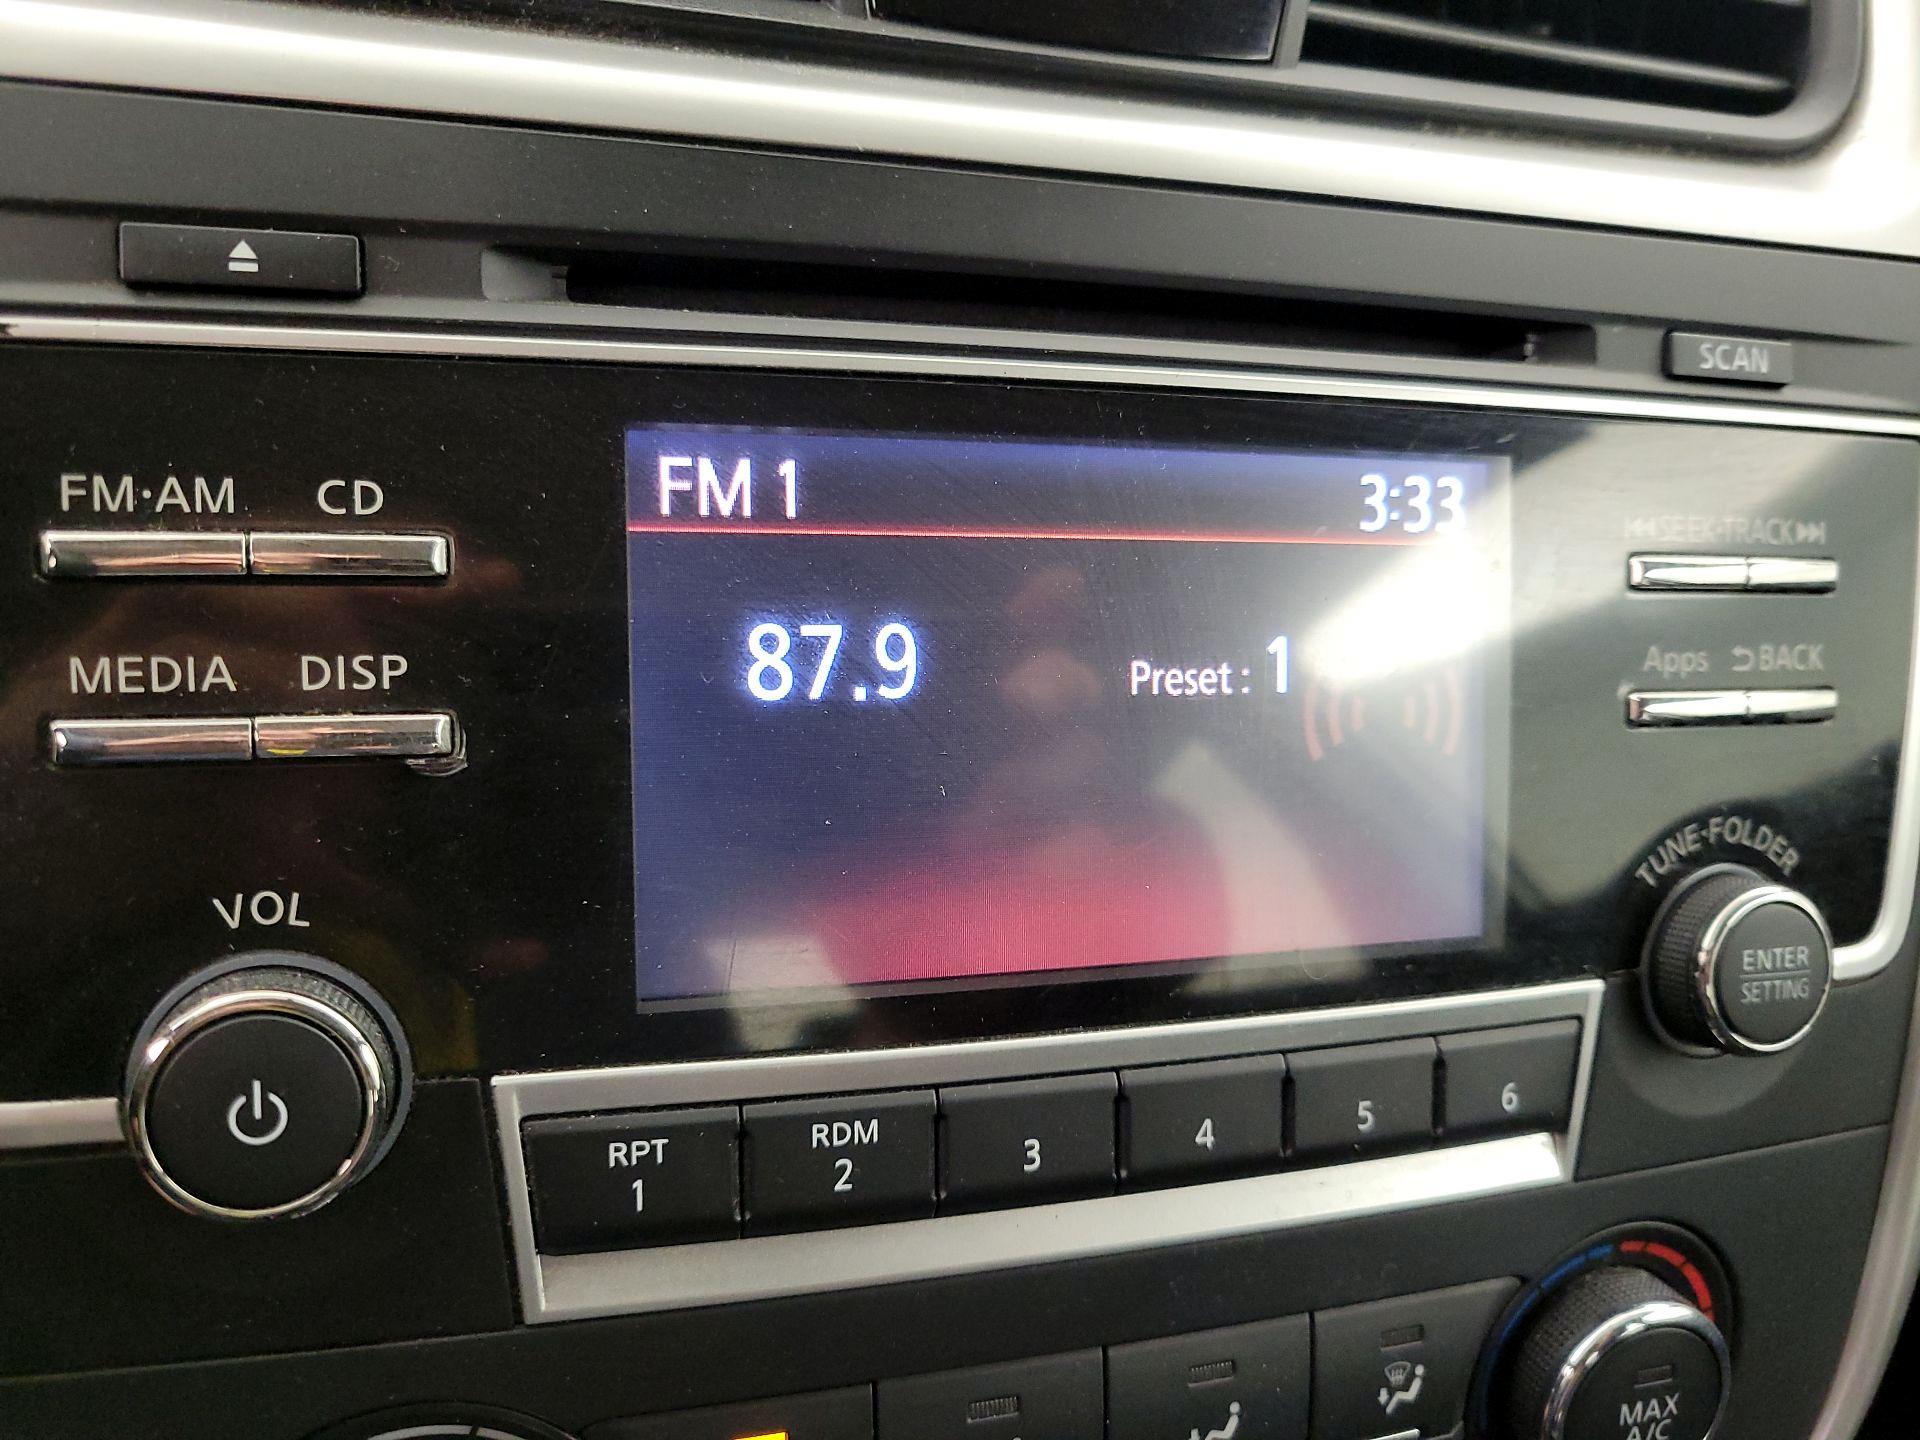 SCAN
FM·AM CD
FM 1 3:33
SEEK·TRACK
MEDIA DISP
87.9 Preset : 1
Apps BACK
TUNE·FOLDER
ENTER
SETTING
VOL
RPT
1
RDM
2
3
4
5
6
MAX
A/C